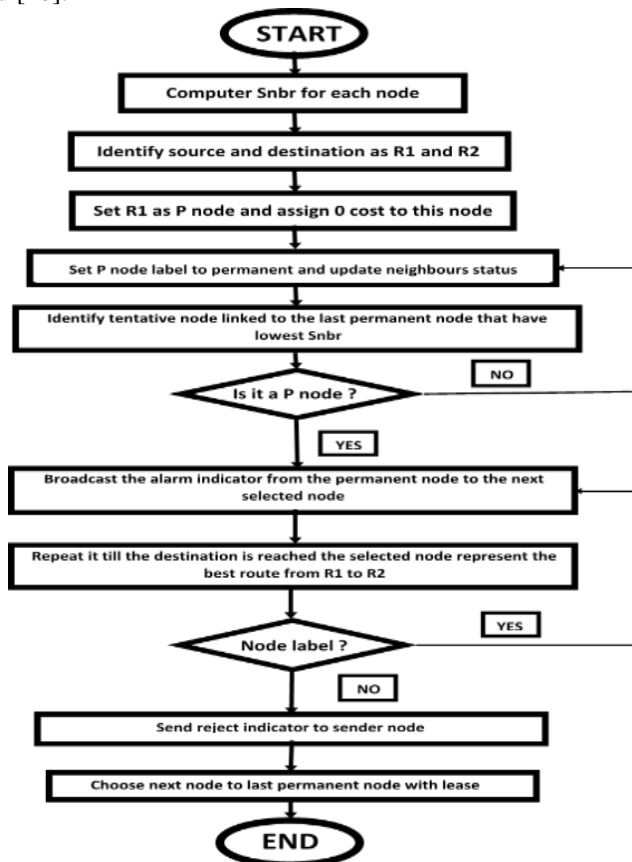 START
Computer Snbr for each node
Identify source and destination as R1 and R2
Set R1 as P node and assign 0 cost to this node
Set P node label to permanent and update neighbours status
Identify tentative node linked to the last permanent node that have
lowest Snbr
Is it a P node ?
NO
YES
Broadcast the alarm indicator from the permanent node to the next
selected node
Repeat it till the destination is reached the selected node represent the
best route from R1 to R2
Node label ?
YES
NO
Send reject indicator to sender node
Choose next node to last permanent node with lease
END